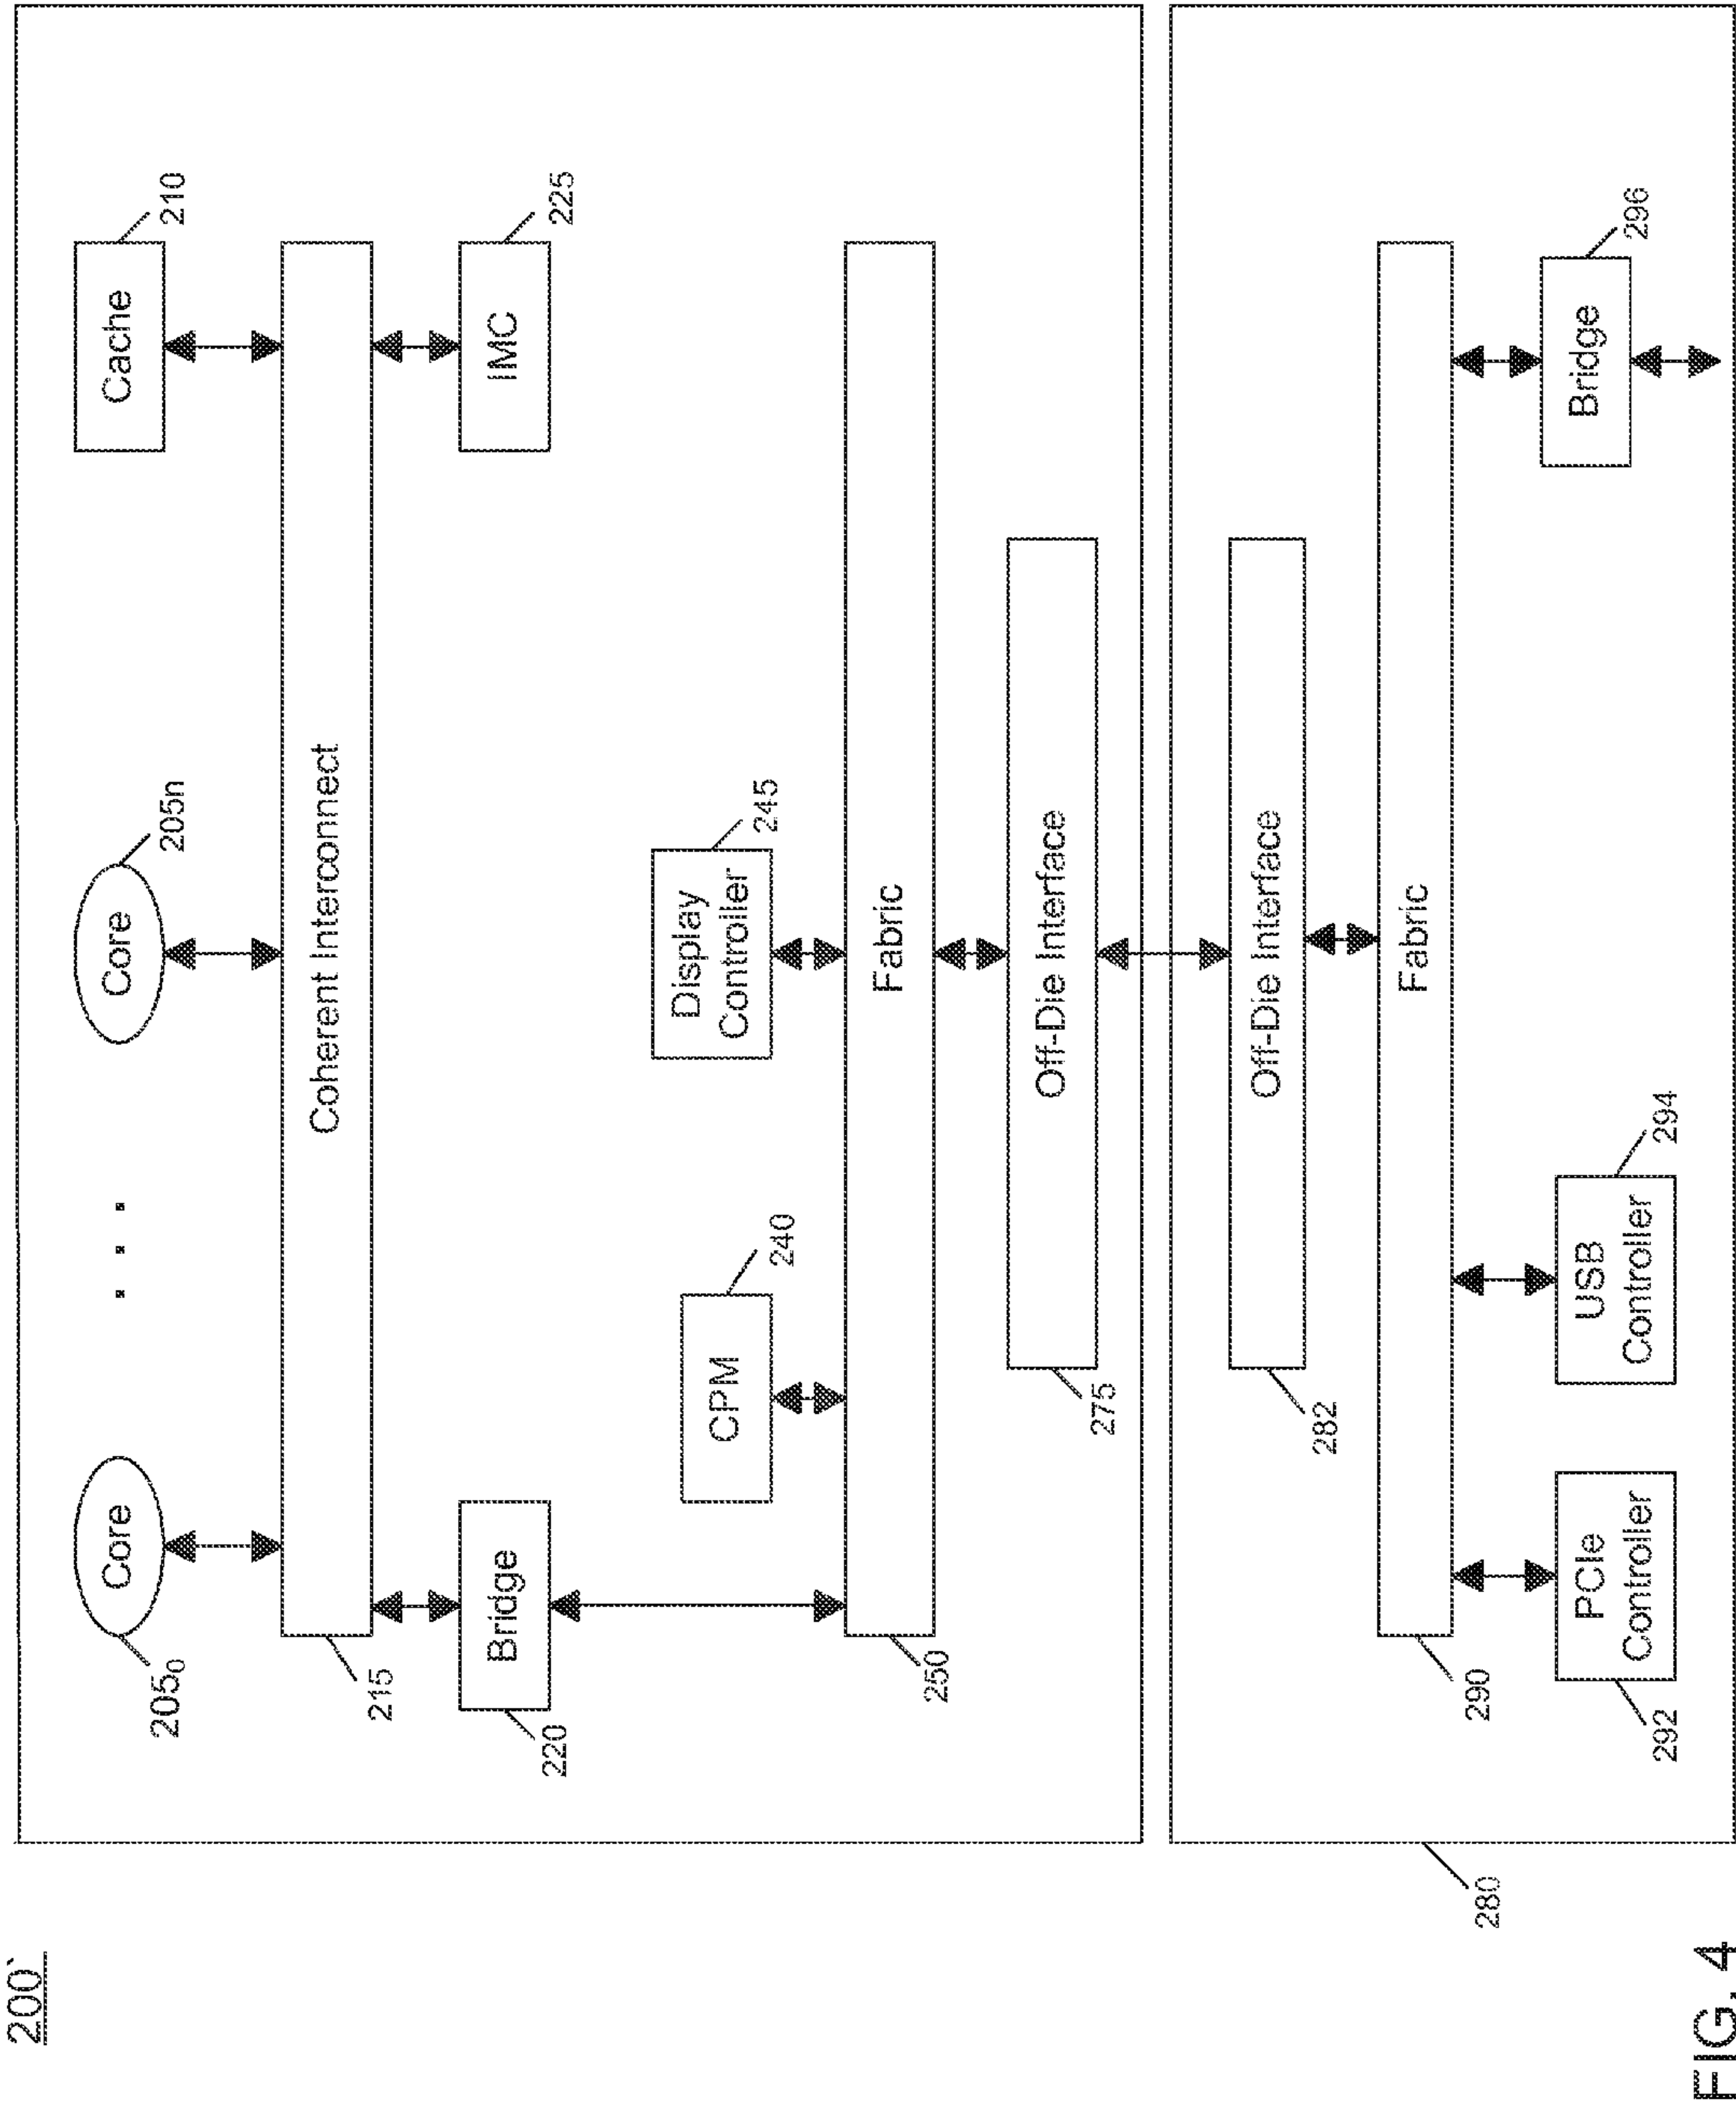 200`
Core
Core
Cache
205₀
. . .
205n
210
Coherent Interconnect
215
Bridge
220
IMC
225
CPM
240
Display
Controller
245
Fabric
250
Off-Die Interface
275
Off-Die Interface
282
Fabric
290
PCIe
Controller
292
USB
Controller
294
Bridge
296
280
FIG. 4